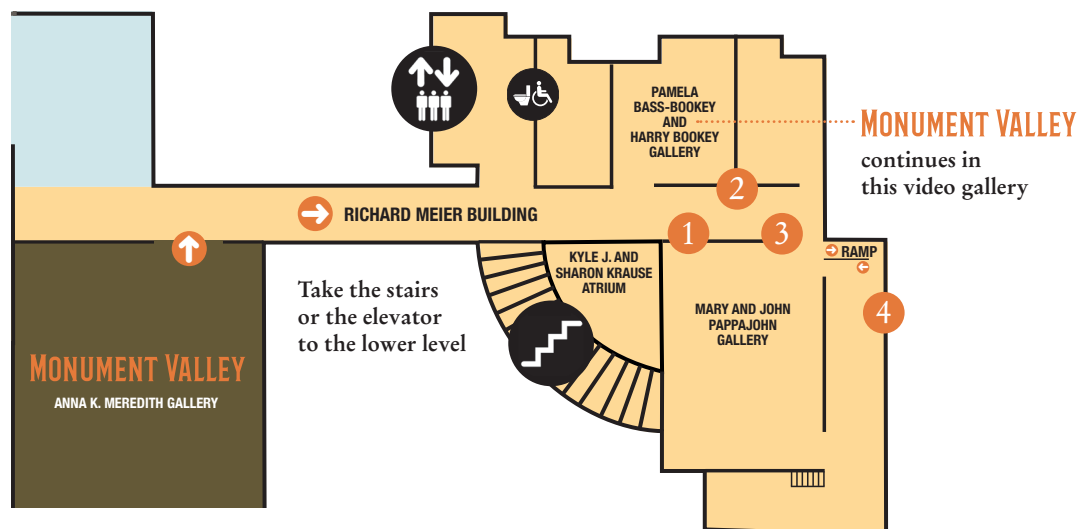 PAMELA
BASS-BOOKEY
AND
HARRY BOOKEY
GALLERY
MONUMENT VALLEY
continues in
this video gallery
2
RICHARD MEIER BUILDING
1
3
KYLE J. AND
SHARON KRAUSE
ATRIUM
RAMP
Take the stairs
or the elevator
to the lower level
MARY AND JOHN
PAPPAJOHN
GALLERY
4
MONUMENT VALLEY
ANNA K. MEREDITH GALLERY